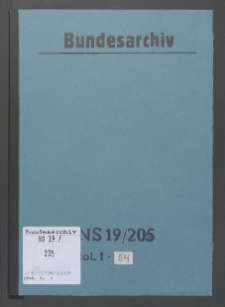 Bundesarchiv
NS 19/205
Bundesarchiv
NS 19 /
205
ol. 1 - 54